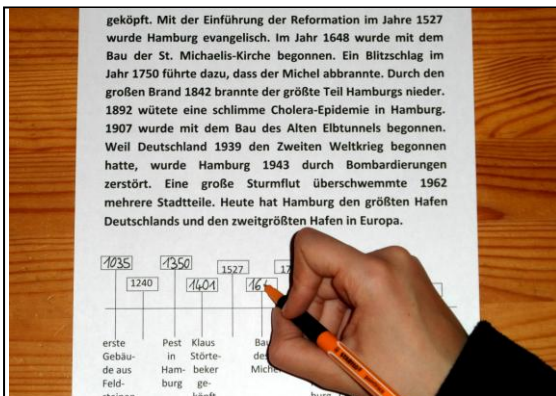 geköpft. Mit der Einführung der Reformation im Jahre 1527
wurde Hamburg evangelisch. Im Jahr 1648 wurde mit dem
Bau der St. Michaelis-Kirche begonnen. Ein Blitzschlag im
Jahr 1750 führte dazu, dass der Michel abbrannte. Durch den
großen Brand 1842 brannte der größte Teil Hamburgs nieder.
1892 wütete eine schlimme Cholera-Epidemie in Hamburg.
1907 wurde mit dem Bau des Alten Elbtunnels begonnen.
Weil Deutschland 1939 den Zweiten Weltkrieg begonnen
hatte, wurde Hamburg 1943 durch Bombardierungen
zerstört. Eine große Sturmflut überschwemmte 1962
mehrere Stadtteile. Heute hat Hamburg den größten Hafen
Deutschlands und den zweitgrößten Hafen in Europa.
1035 1350 1527 17
1240 1401 164
erste Pest Klaus Bau
Gebäu- in Störte- des
de aus Ham- beker Michel
Feld- burg ge-
steinen köpft